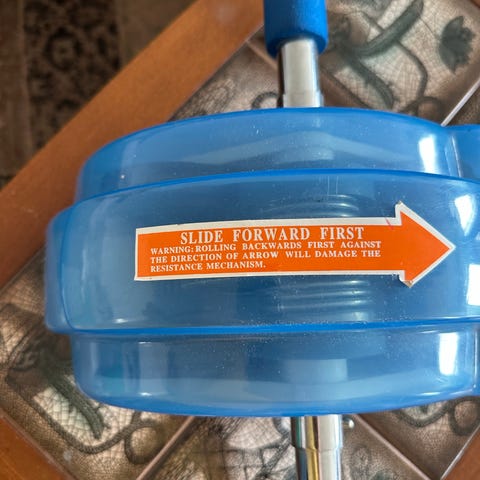 SLIDE FORWARD FIRST
WARNING: ROLLING BACKWARDS FIRST AGAINST
THE DIRECTION OF ARROW WILL DAMAGE THE
RESISTANCE MECHANISM.